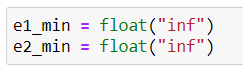 e1_min = float("inf")
e2_min = float("inf")